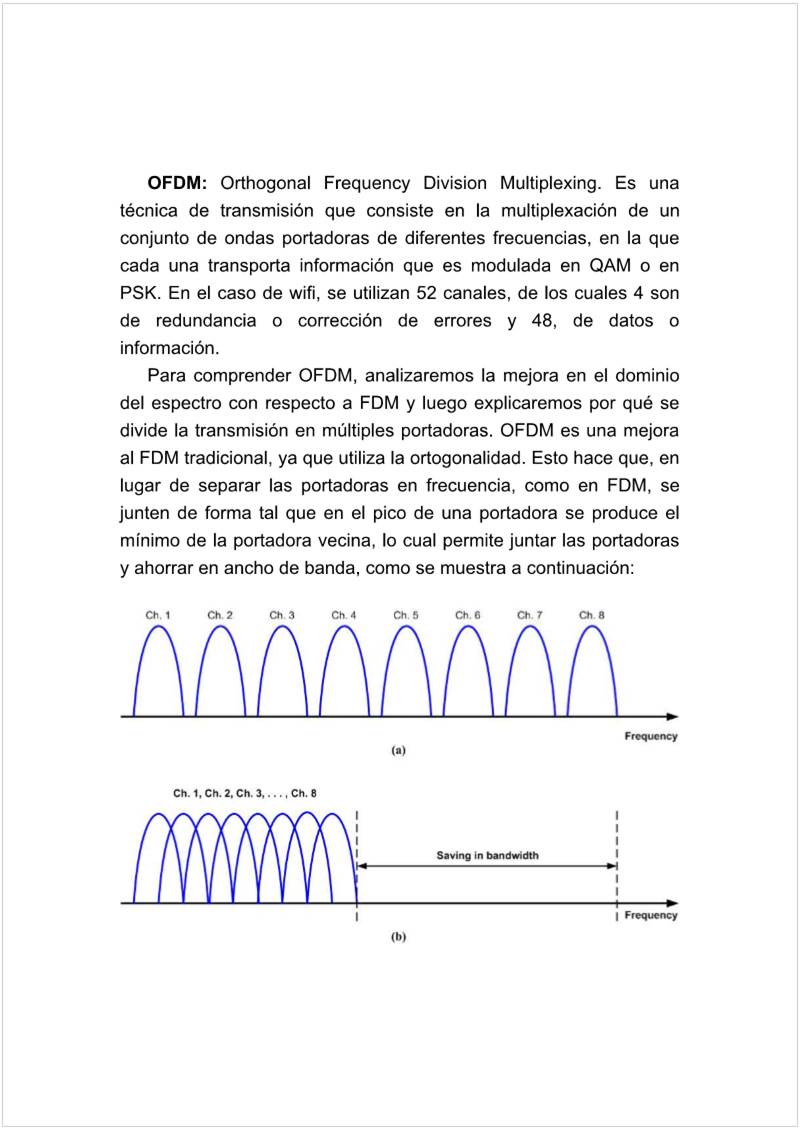 OFDM: Orthogonal Frequency Division Multiplexing. Es una
técnica de transmisión que consiste en la multiplexación de un
conjunto de ondas portadoras de diferentes frecuencias, en la que
cada una transporta información que es modulada en QAM o en
PSK. En el caso de wifi, se utilizan 52 canales, de los cuales 4 son
de redundancia o corrección de errores y 48, de datos o
información.
Para comprender OFDM, analizaremos la mejora en el dominio
del espectro con respecto a FDM y luego explicaremos por qué se
divide la transmisión en múltiples portadoras. OFDM es una mejora
al FDM tradicional, ya que utiliza la ortogonalidad. Esto hace que, en
lugar de separar las portadoras en frecuencia, como en FDM, se
junten de forma tal que en el pico de una portadora se produce el
mínimo de la portadora vecina, lo cual permite juntar las portadoras
y ahorrar en ancho de banda, como se muestra a continuación:
Ch. 1 Ch. 2 Ch. 3 Ch. 4 Ch. 5 Ch. 6 Ch. 7 Ch. 8
Frequency
(a)
Ch. 1, Ch. 2, Ch. 3, . . . , Ch. 8
Saving in bandwidth
Frequency
(b)